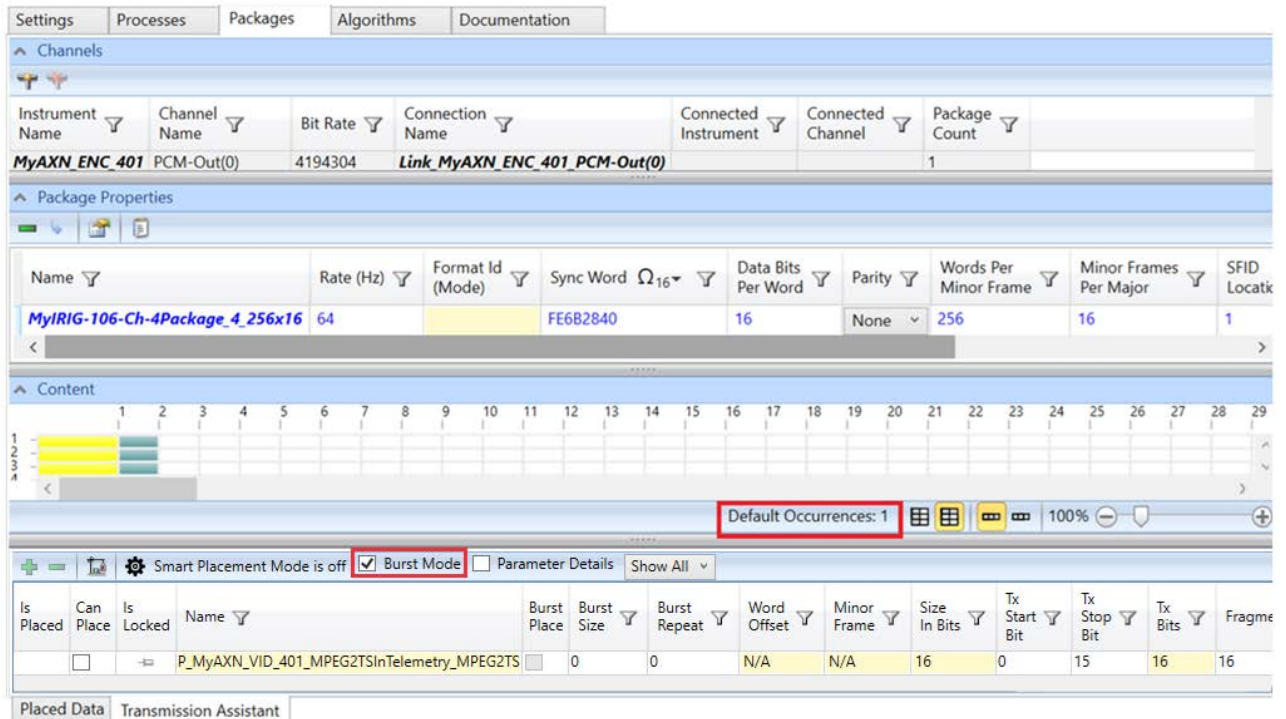 Settings Processes Packages Algorithms Documentation
Channels
Instrument Name Channel Name Bit Rate Connection Name Connected Instrument Connected Channel Package Count
MyAXN_ENC_401 PCM-Out(0) 4194304 Link_MyAXN_ENC_401_PCM-Out(0) 1
Package Properties
Name Rate (Hz) Format Id (Mode) Sync Word Ω16 Data Bits Per Word Parity Words Per Minor Frame Minor Frames Per Major SFID Locatic
MyIRIG-106-Ch-4Package_4_256x16 64 FE6B2840 16 None 256 16 1
Content
1 2 3 4 5 6 7 8 9 10 11 12 13 14 15 16 17 18 19 20 21 22 23 24 25 26 27 28 29
1
2
3
4
Default Occurrences: 1 100%
Smart Placement Mode is off Burst Mode Parameter Details Show All
Is Placed Can Place Is Locked Name Burst Place Burst Size Burst Repeat Word Offset Minor Frame Size In Bits Tx Start Bit Tx Stop Bit Tx Bits Fragme
P_MyAXN_VID_401_MPEG2TSInTelemetry_MPEG2TS 0 0 N/A N/A 16 0 15 16 16
Placed Data Transmission Assistant